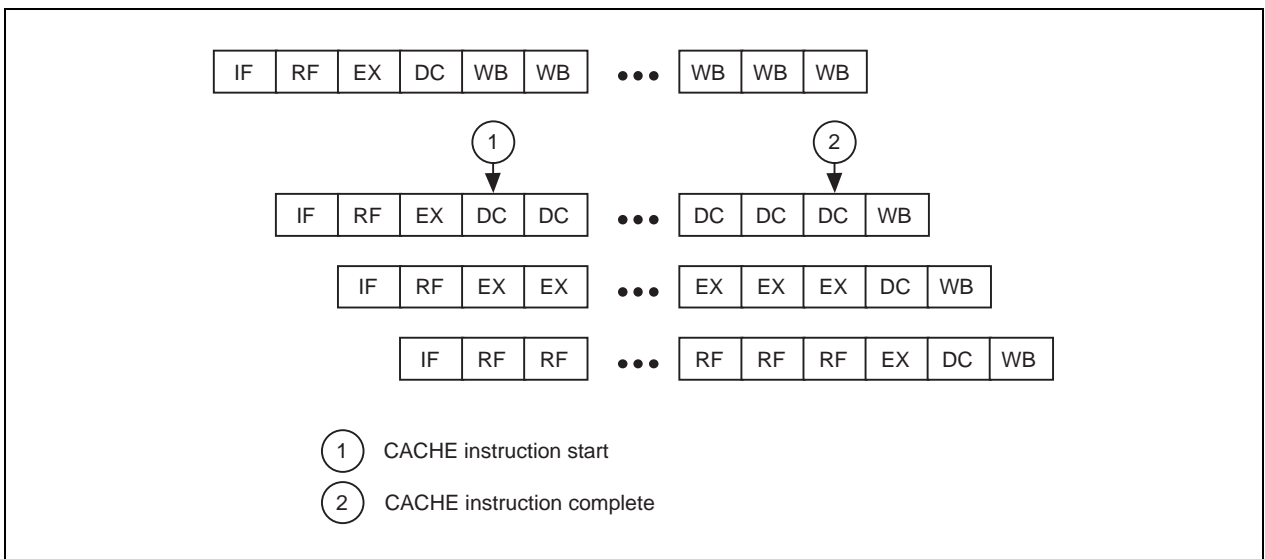 IF RF EX DC WB WB ••• WB WB WB
1 2
IF RF EX DC DC ••• DC DC DC WB
IF RF EX EX ••• EX EX EX DC WB
IF RF RF ••• RF RF RF EX DC WB
1 CACHE instruction start
2 CACHE instruction complete